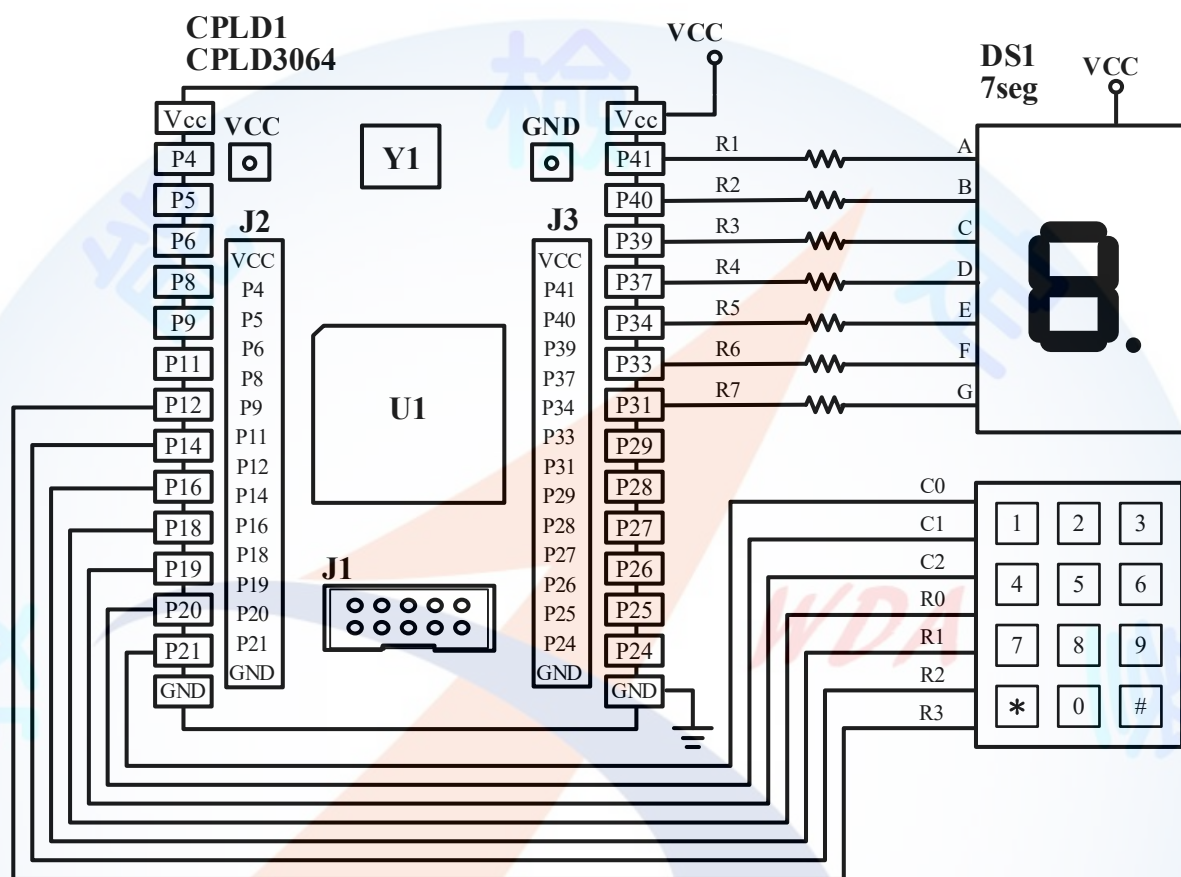 CPLD1
CPLD3064
VCC
DS1
7seg
VCC
Vcc
VCC
Y1
GND
Vcc
P4
P5
P6
P8
P9
P11
P12
P14
P16
P18
P19
P20
P21
GND
J2
VCC
P4
P5
P6
P8
P9
P11
P12
P14
P16
P18
P19
P20
P21
GND
U1
J1
J3
VCC
P41
P40
P39
P37
P34
P33
P31
P29
P28
P27
P26
P25
P24
GND
P41
P40
P39
P37
P34
P33
P31
P29
P28
P27
P26
P25
P24
GND
R1
R2
R3
R4
R5
R6
R7
A
B
C
D
E
F
G
8.
C0
C1
C2
R0
R1
R2
R3
1 2 3
4 5 6
7 8 9
* 0 #
WDA
檢